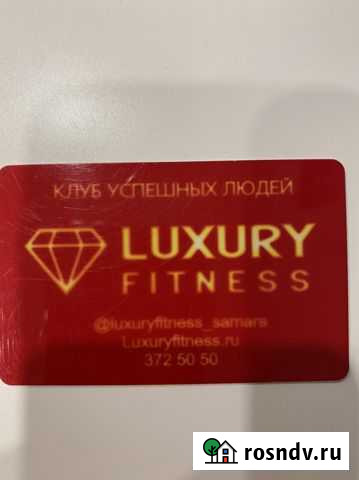 КЛУБ УСПЕШНЫХ ЛЮДЕЙ
LUXURY
FITNESS
@luxuryfitness_samara
Luxuryfitness.ru
372 50 50
rosndv.ru